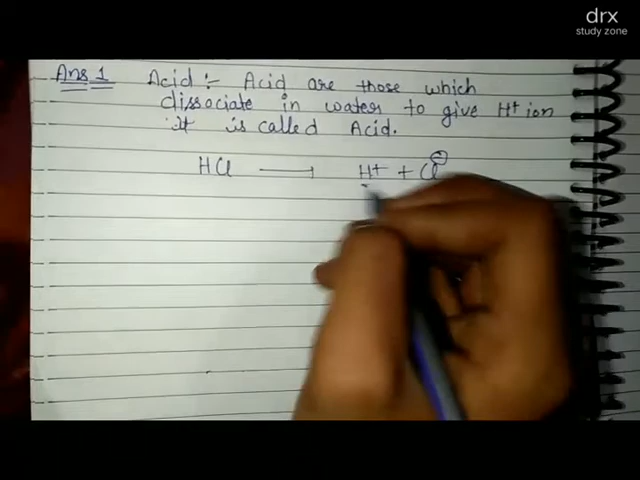 drx
study zone
Ans 1 Acid :- Acid are those which
dissociate in water to give H+ ion
it is called Acid.
HCl ⟶ H+ + Cl⊖